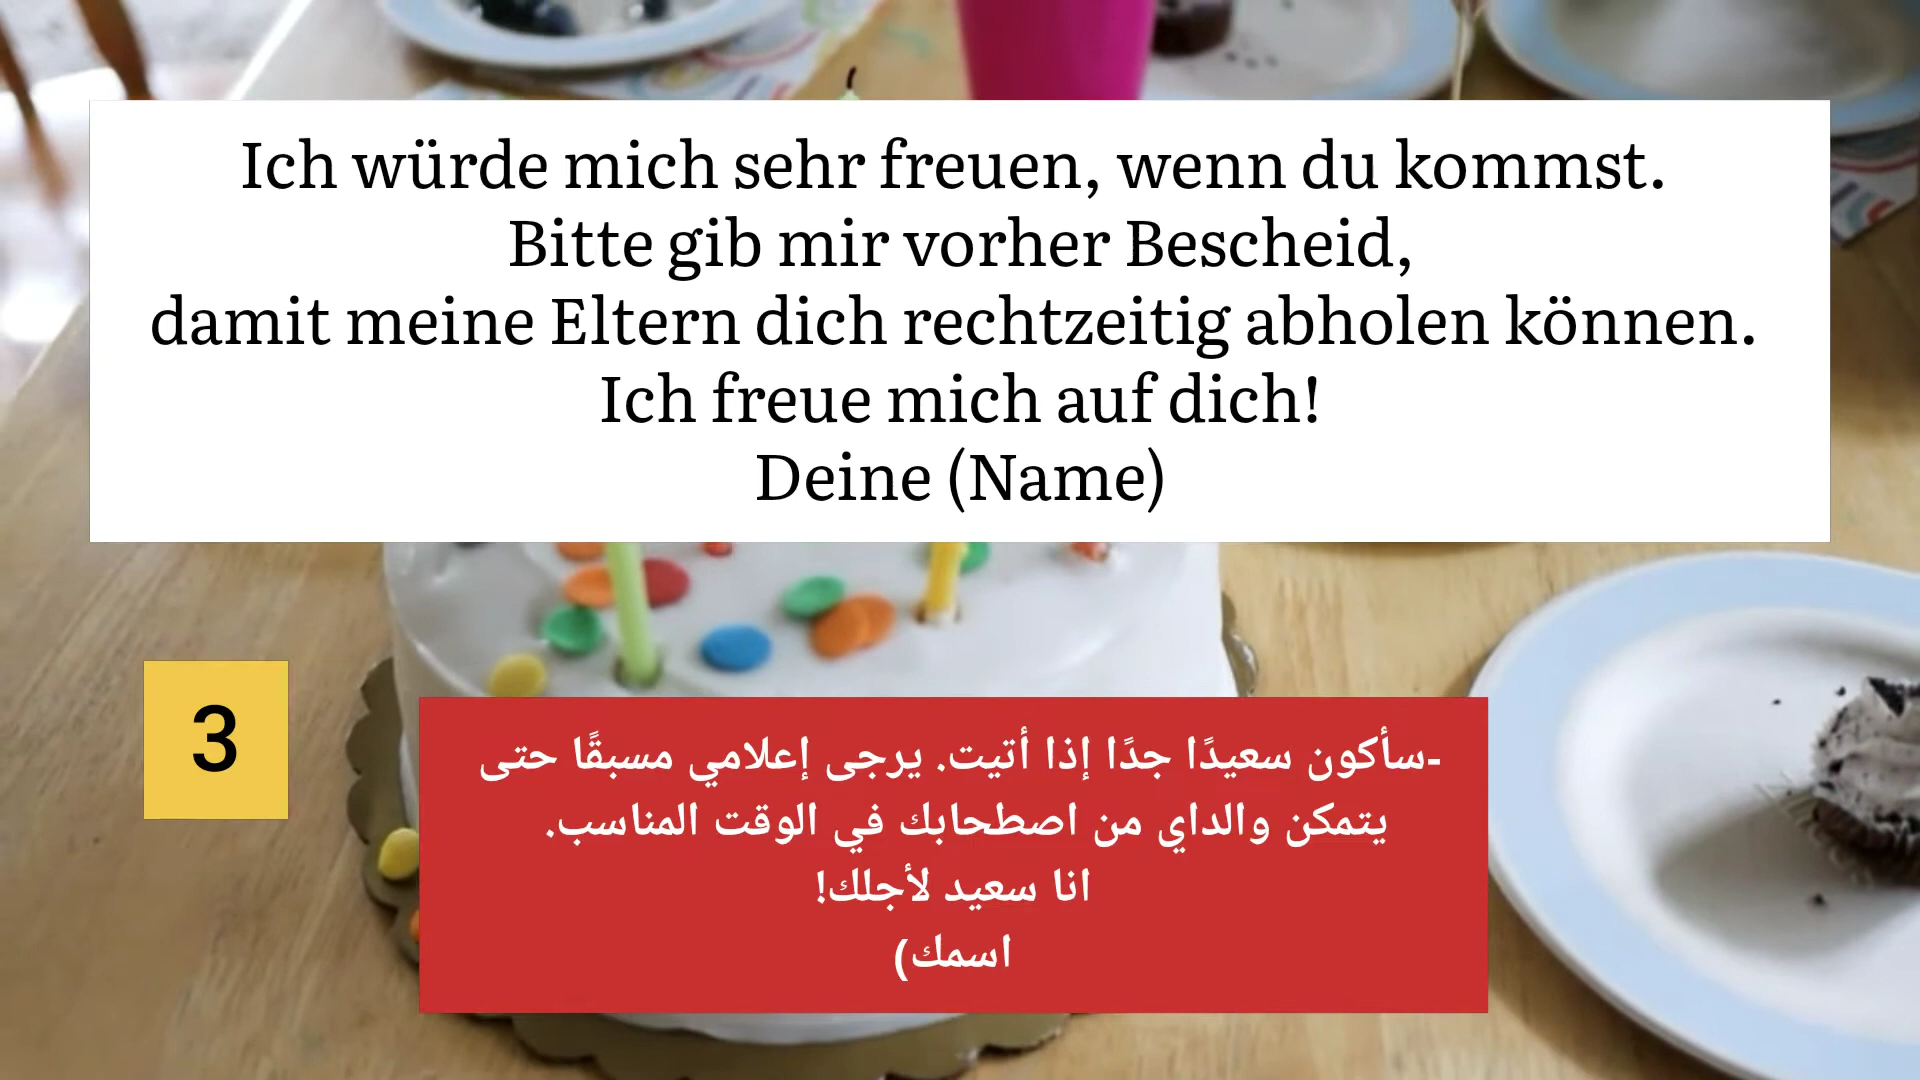 Ich würde mich sehr freuen, wenn du kommst.
Bitte gib mir vorher Bescheid,
damit meine Eltern dich rechtzeitig abholen können.
Ich freue mich auf dich!
Deine (Name)
3
-سأكون سعيدًا جدًا إذا أتيت. يرجى إعلامي مسبقًا حتى
يتمكن والداي من اصطحابك في الوقت المناسب.
انا سعيد لأجلك!
اسمك)